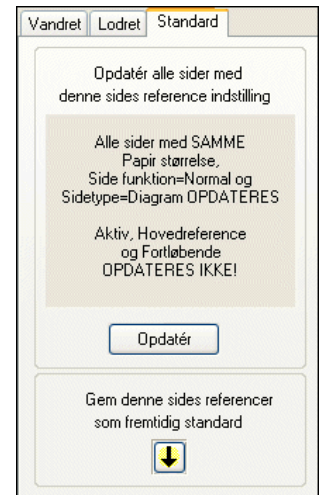 Vandret Lodret Standard
Opdatér alle sider med
denne sides reference indstilling
Alle sider med SAMME
Papir størrelse,
Side funktion=Normal og
Sidetype=Diagram OPDATERES
Aktiv, Hovedreference
og Fortløbende
OPDATERES IKKE!
Opdatér
Gem denne sides referencer
som fremtidig standard